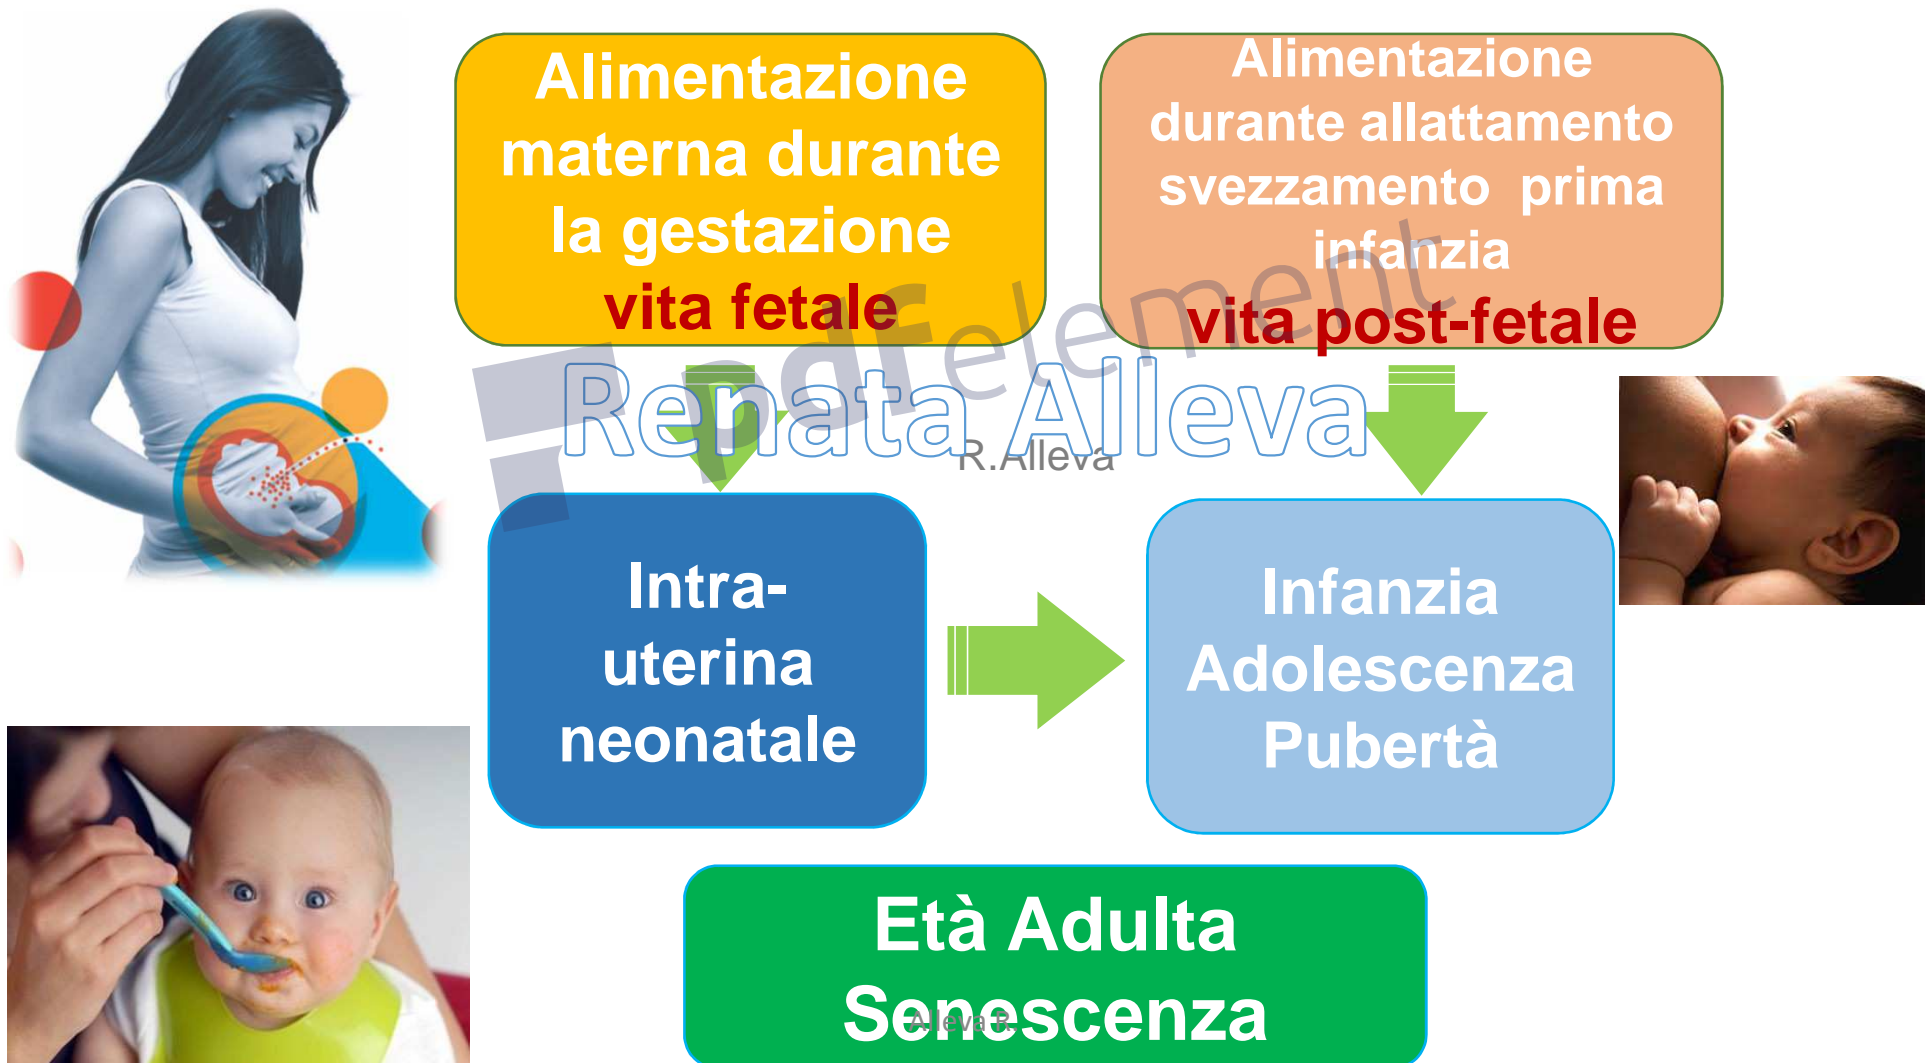 Alimentazione
materna durante
la gestazione
vita fetale
Alimentazione
durante allattamento
svezzamento prima
infanzia
vita post-fetale
pdfelement
Renata Alleva
R.Alleva
Intra-
uterina
neonatale
Infanzia
Adolescenza
Pubertà
Età Adulta
Senescenza
Alleva R.